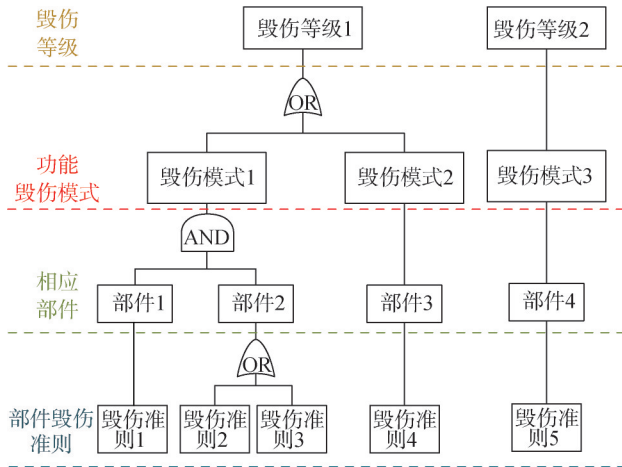 毁伤
等级
毁伤等级1
毁伤等级2
OR
功能
毁伤模式
毁伤模式1
毁伤模式2
毁伤模式3
AND
相应
部件
部件1
部件2
部件3
部件4
OR
部件毁伤
准则
毁伤准
则1
毁伤准
则2
毁伤准
则3
毁伤准
则4
毁伤准
则5